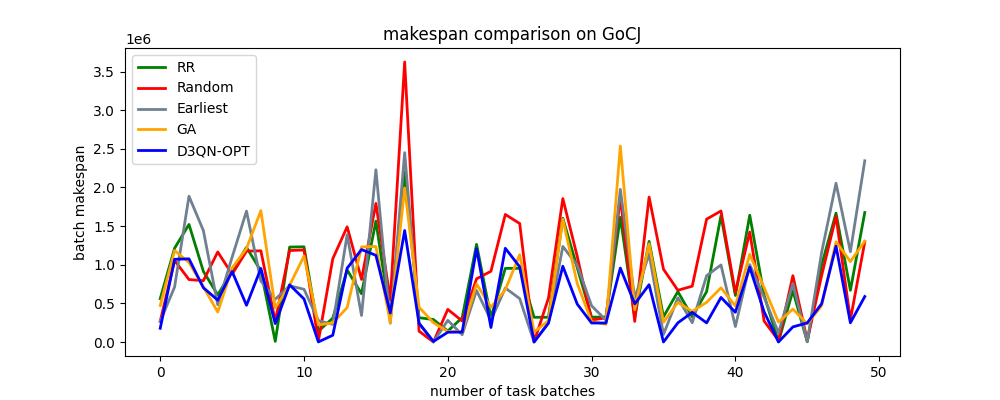 makespan comparison on GoCJ
1e6
3.5
3.0
2.5
2.0
1.5
1.0
0.5
0.0
batch makespan
RR
Random
Earliest
GA
D3QN-OPT
0 10 20 30 40 50
number of task batches